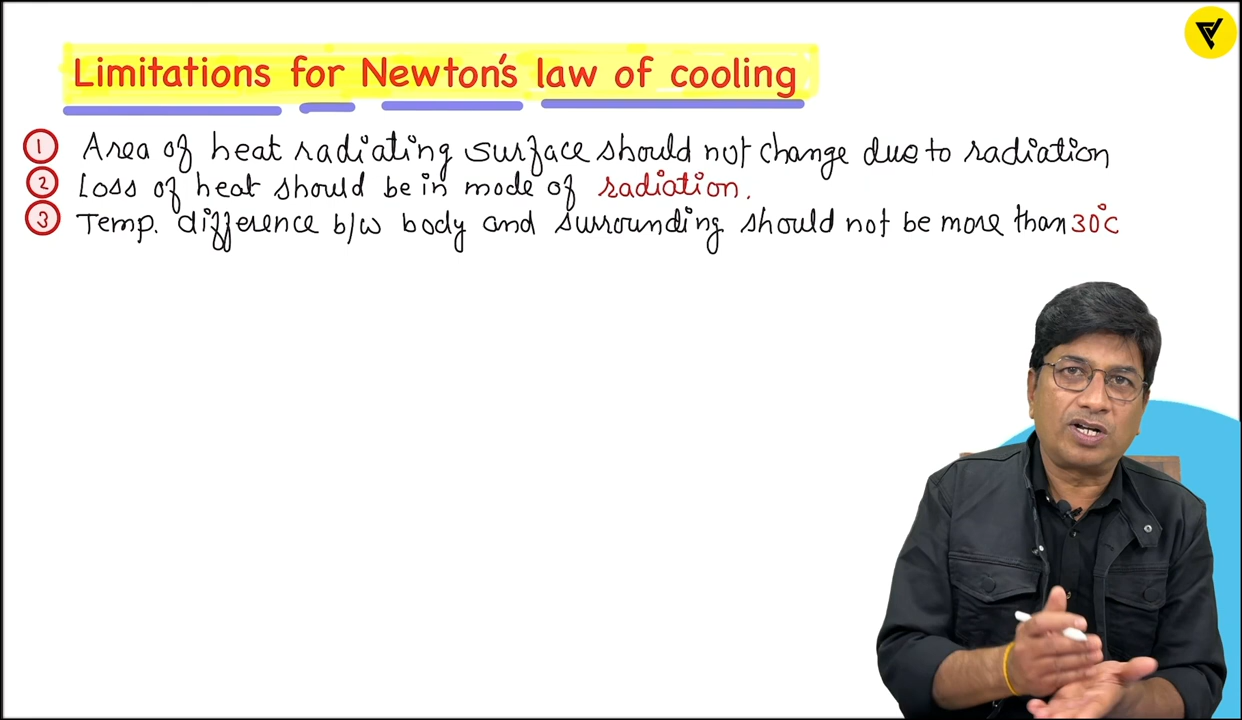 Limitations for Newton's law of cooling
1 Area of heat radiating surface should not change due to radiation
2 Loss of heat should be in mode of radiation.
3 Temp. difference b/w body and surrounding should not be more than 30°C